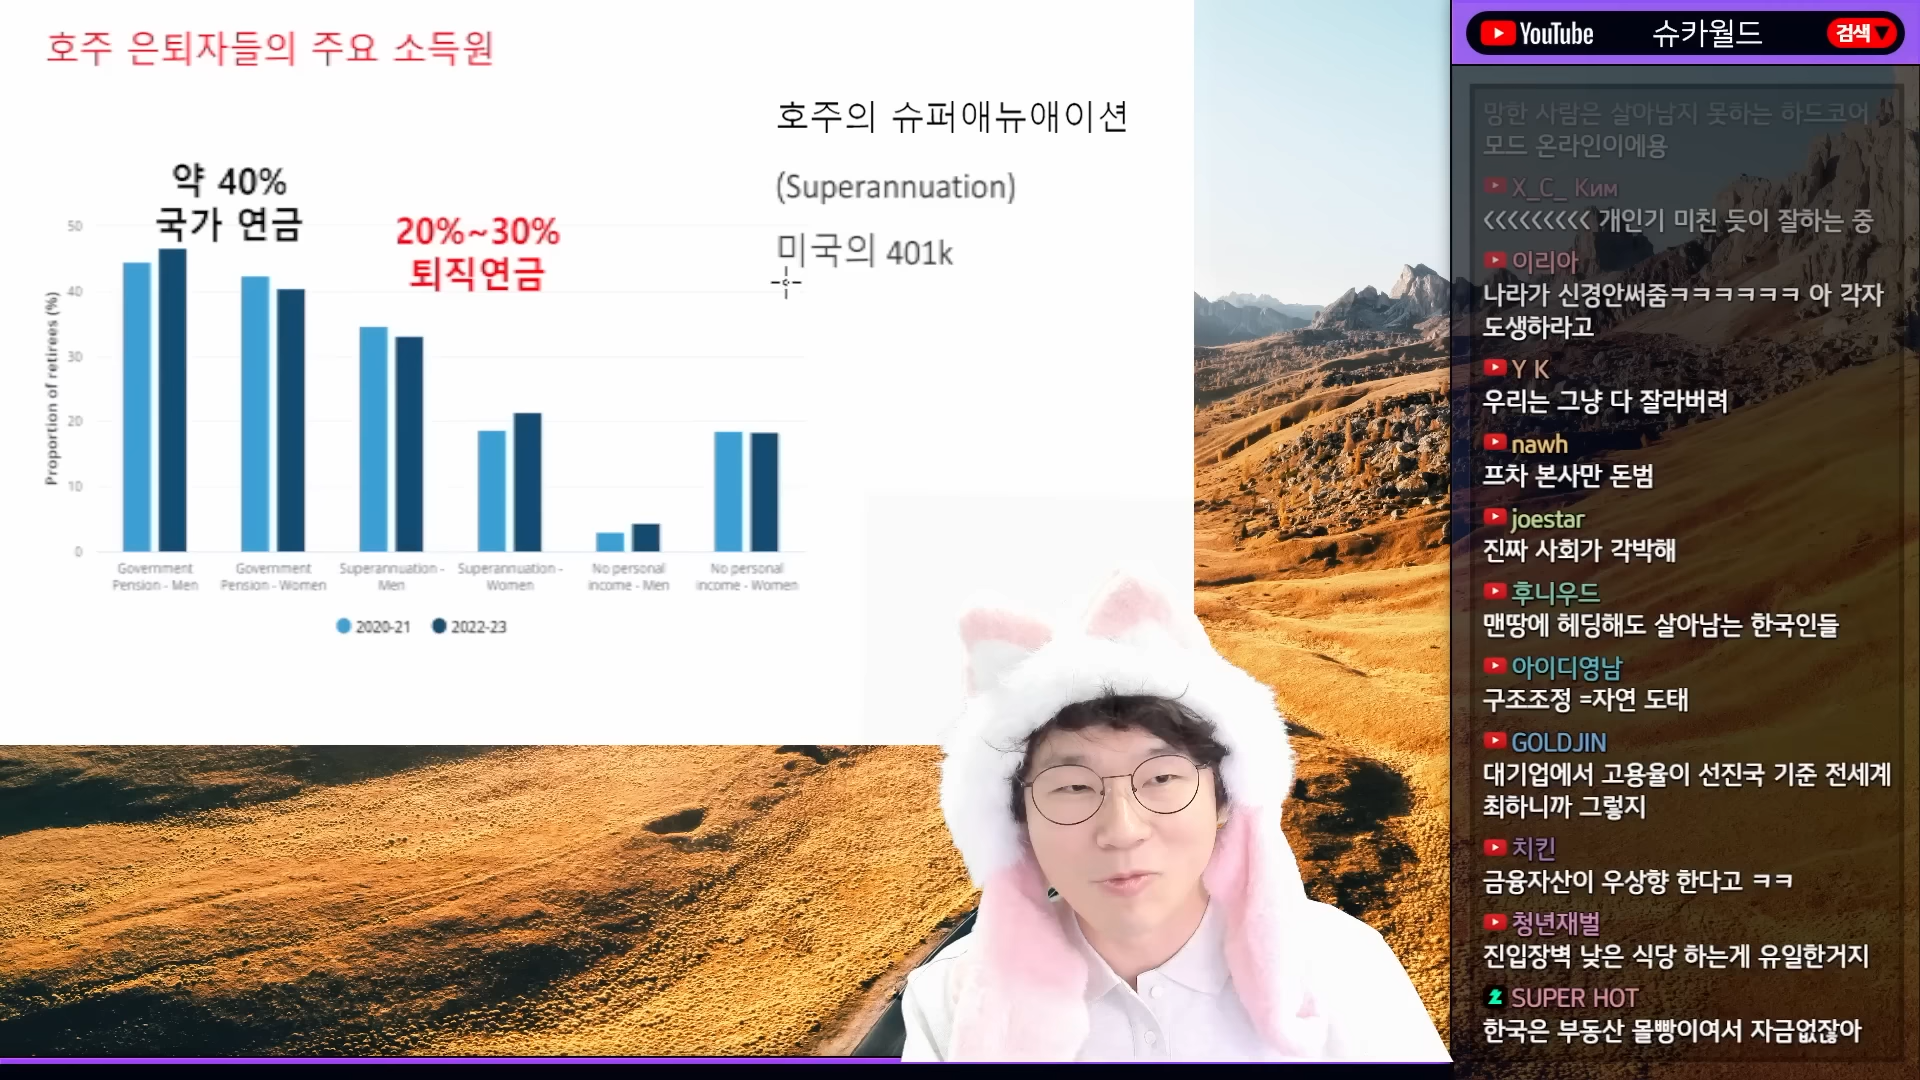 호주 은퇴자들의 주요 소득원
호주의 슈퍼애뉴애이션
(Superannuation)
미국의 401k
약 40%
국가 연금
20%~30%
퇴직연금
Proportion of retirees (%)
50
40
30
20
10
0
Government
Pension - Men
Government
Pension - Women
Superannuation -
Men
Superannuation -
Women
No personal
income - Men
No personal
income - Women
2020-21
2022-23
YouTube
슈카월드
검색▼
망한 사람은 살아남지 못하는 하드코어
모드 온라인이에용
X_C_ Ким
<<<<<<<<< 개인기 미친 듯이 잘하는 중
이리아
나라가 신경안써줌ㅋㅋㅋㅋㅋㅋ 아 각자
도생하라고
Y K
우리는 그냥 다 잘라버려
nawh
프차 본사만 돈범
joestar
진짜 사회가 각박해
후니우드
맨땅에 헤딩해도 살아남는 한국인들
아이디영남
구조조정 =자연 도태
GOLDJIN
대기업에서 고용율이 선진국 기준 전세계
최하니까 그렇지
치킨
금융자산이 우상향 한다고 ㅋㅋ
청년재벌
진입장벽 낮은 식당 하는게 유일한거지
SUPER HOT
한국은 부동산 몰빵이여서 자금없잖아